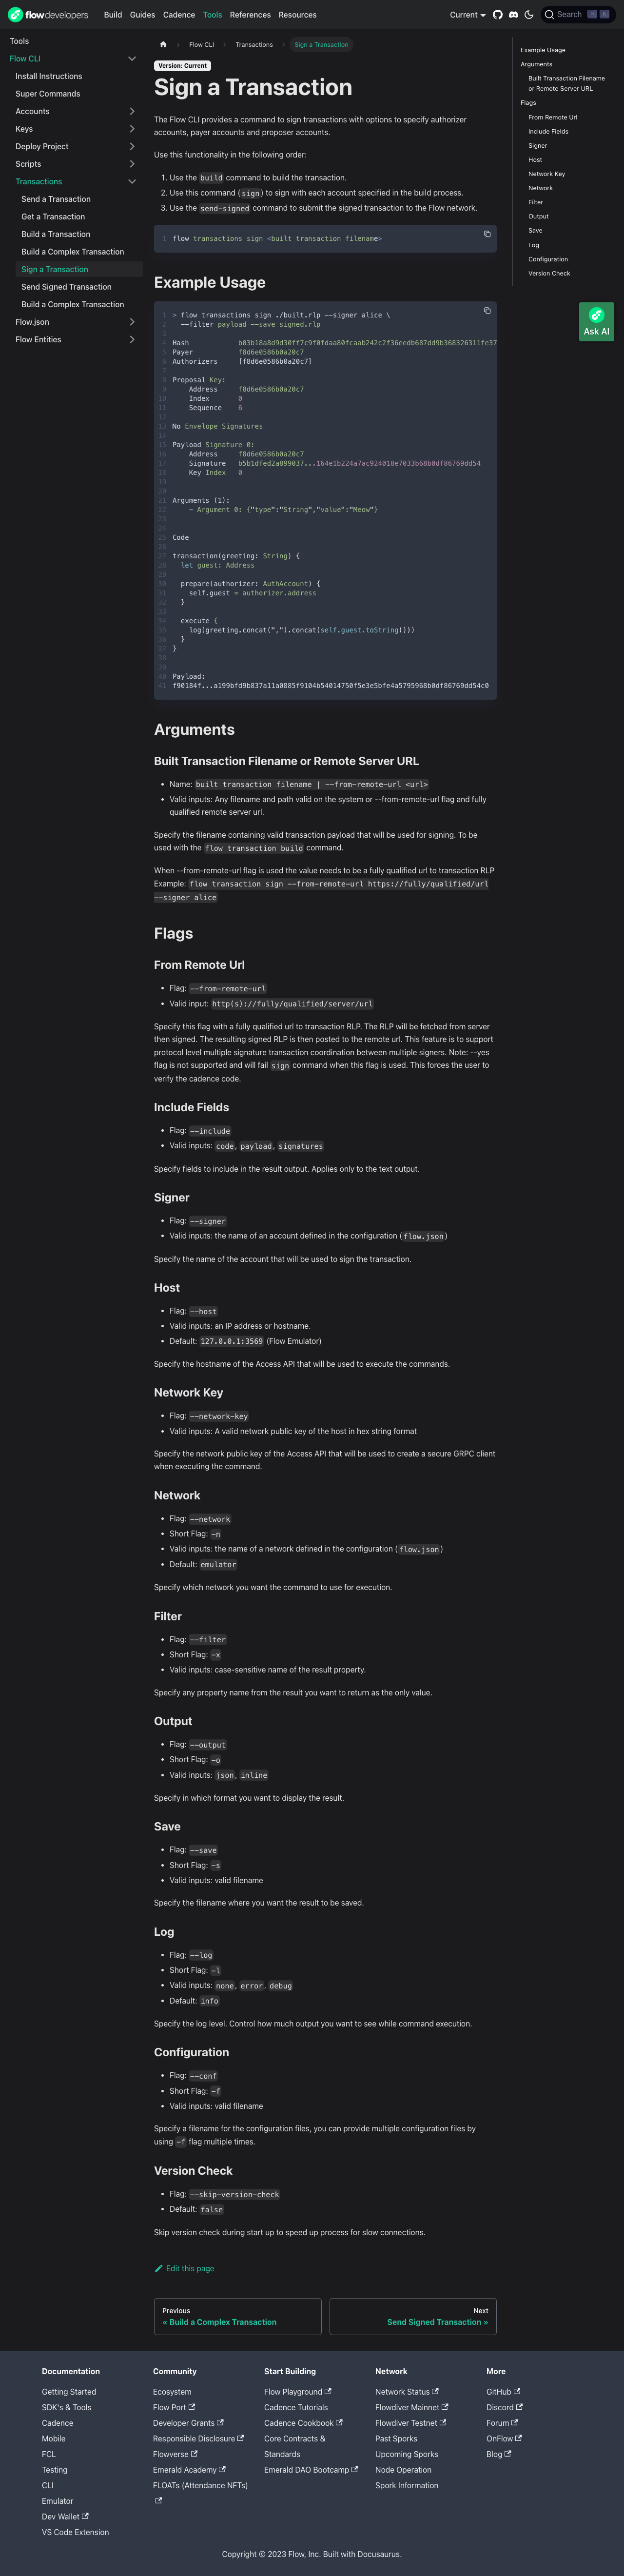 flowdevelopers Build Guides Cadence Tools References Resources Current Search
Tools
Flow CLI
Install Instructions
Super Commands
Accounts
Keys
Deploy Project
Scripts
Transactions
Send a Transaction
Get a Transaction
Build a Transaction
Build a Complex Transaction
Sign a Transaction
Send Signed Transaction
Build a Complex Transaction
Flow.json
Flow Entities
Flow CLI Transactions Sign a Transaction
Version: Current
Sign a Transaction
The Flow CLI provides a command to sign transactions with options to specify authorizer
accounts, payer accounts and proposer accounts.
Use this functionality in the following order:
1. Use the build command to build the transaction.
2. Use this command (sign) to sign with each account specified in the build process.
3. Use the send-signed command to submit the signed transaction to the Flow network.
1 flow transactions sign <built transaction filename>
Example Usage
1 > flow transactions sign ./built.rlp --signer alice \
2 --filter payload --save signed.rlp
3
4 Hash b03b18a8d9d30ff7c9f0fdaa80fcaab242c2f36eedb687dd9b368326311fe37
5 Payer f8d6e0586b0a20c7
6 Authorizers [f8d6e0586b0a20c7]
7
8 Proposal Key:
9 Address f8d6e0586b0a20c7
10 Index 0
11 Sequence 6
12
13 No Envelope Signatures
14
15 Payload Signature 0:
16 Address f8d6e0586b0a20c7
17 Signature b5b1dfed2a899037...164e1b224a7ac924018e7033b68b0df86769dd54
18 Key Index 0
19
20
21 Arguments (1):
22 - Argument 0: {"type":"String","value":"Meow"}
23
24
25 Code
26
27 transaction(greeting: String) {
28 let guest: Address
29
30 prepare(authorizer: AuthAccount) {
31 self.guest = authorizer.address
32 }
33
34 execute {
35 log(greeting.concat(",").concat(self.guest.toString()))
36 }
37 }
38
39
40 Payload:
41 f90184f...a199bfd9b837a11a0885f9104b54014750f5e3e5bfe4a5795968b0df86769dd54c0
Arguments
Built Transaction Filename or Remote Server URL
• Name: built transaction filename | --from-remote-url <url>
• Valid inputs: Any filename and path valid on the system or --from-remote-url flag and fully
qualified remote server url.
Specify the filename containing valid transaction payload that will be used for signing. To be
used with the flow transaction build command.
When --from-remote-url flag is used the value needs to be a fully qualified url to transaction RLP
Example: flow transaction sign --from-remote-url https://fully/qualified/url
--signer alice
Flags
From Remote Url
• Flag: --from-remote-url
• Valid input: http(s)://fully/qualified/server/url
Specify this flag with a fully qualified url to transaction RLP. The RLP will be fetched from server
then signed. The resulting signed RLP is then posted to the remote url. This feature is to support
protocol level multiple signature transaction coordination between multiple signers. Note: --yes
flag is not supported and will fail sign command when this flag is used. This forces the user to
verify the cadence code.
Include Fields
• Flag: --include
• Valid inputs: code, payload, signatures
Specify fields to include in the result output. Applies only to the text output.
Signer
• Flag: --signer
• Valid inputs: the name of an account defined in the configuration (flow.json)
Specify the name of the account that will be used to sign the transaction.
Host
• Flag: --host
• Valid inputs: an IP address or hostname.
• Default: 127.0.0.1:3569 (Flow Emulator)
Specify the hostname of the Access API that will be used to execute the commands.
Network Key
• Flag: --network-key
• Valid inputs: A valid network public key of the host in hex string format
Specify the network public key of the Access API that will be used to create a secure GRPC client
when executing the command.
Network
• Flag: --network
• Short Flag: -n
• Valid inputs: the name of a network defined in the configuration (flow.json)
• Default: emulator
Specify which network you want the command to use for execution.
Filter
• Flag: --filter
• Short Flag: -x
• Valid inputs: case-sensitive name of the result property.
Specify any property name from the result you want to return as the only value.
Output
• Flag: --output
• Short Flag: -o
• Valid inputs: json, inline
Specify in which format you want to display the result.
Save
• Flag: --save
• Short Flag: -s
• Valid inputs: valid filename
Specify the filename where you want the result to be saved.
Log
• Flag: --log
• Short Flag: -l
• Valid inputs: none, error, debug
• Default: info
Specify the log level. Control how much output you want to see while command execution.
Configuration
• Flag: --conf
• Short Flag: -f
• Valid inputs: valid filename
Specify a filename for the configuration files, you can provide multiple configuration files by
using -f flag multiple times.
Version Check
• Flag: --skip-version-check
• Default: false
Skip version check during start up to speed up process for slow connections.
Edit this page
Previous
« Build a Complex Transaction
Next
Send Signed Transaction »
Example Usage
Arguments
Built Transaction Filename
or Remote Server URL
Flags
From Remote Url
Include Fields
Signer
Host
Network Key
Network
Filter
Output
Save
Log
Configuration
Version Check
Ask AI
Documentation
Getting Started
SDK's & Tools
Cadence
Mobile
FCL
Testing
CLI
Emulator
Dev Wallet
VS Code Extension
Community
Ecosystem
Flow Port
Developer Grants
Responsible Disclosure
Flowverse
Emerald Academy
FLOATs (Attendance NFTs)
Start Building
Flow Playground
Cadence Tutorials
Cadence Cookbook
Core Contracts &
Standards
Emerald DAO Bootcamp
Network
Network Status
Flowdiver Mainnet
Flowdiver Testnet
Past Sporks
Upcoming Sporks
Node Operation
Spork Information
More
GitHub
Discord
Forum
OnFlow
Blog
Copyright © 2023 Flow, Inc. Built with Docusaurus.